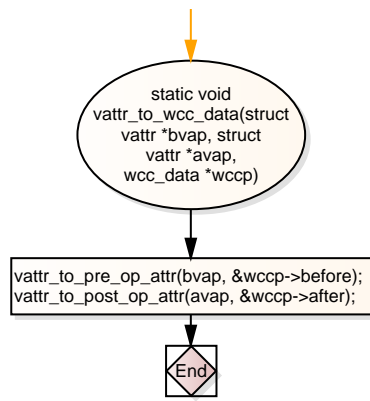 static void
vattr_to_wcc_data(struct
vattr *bvap, struct
vattr *avap,
wcc_data *wccp)
vattr_to_pre_op_attr(bvap, &wccp->before);
vattr_to_post_op_attr(avap, &wccp->after);
End